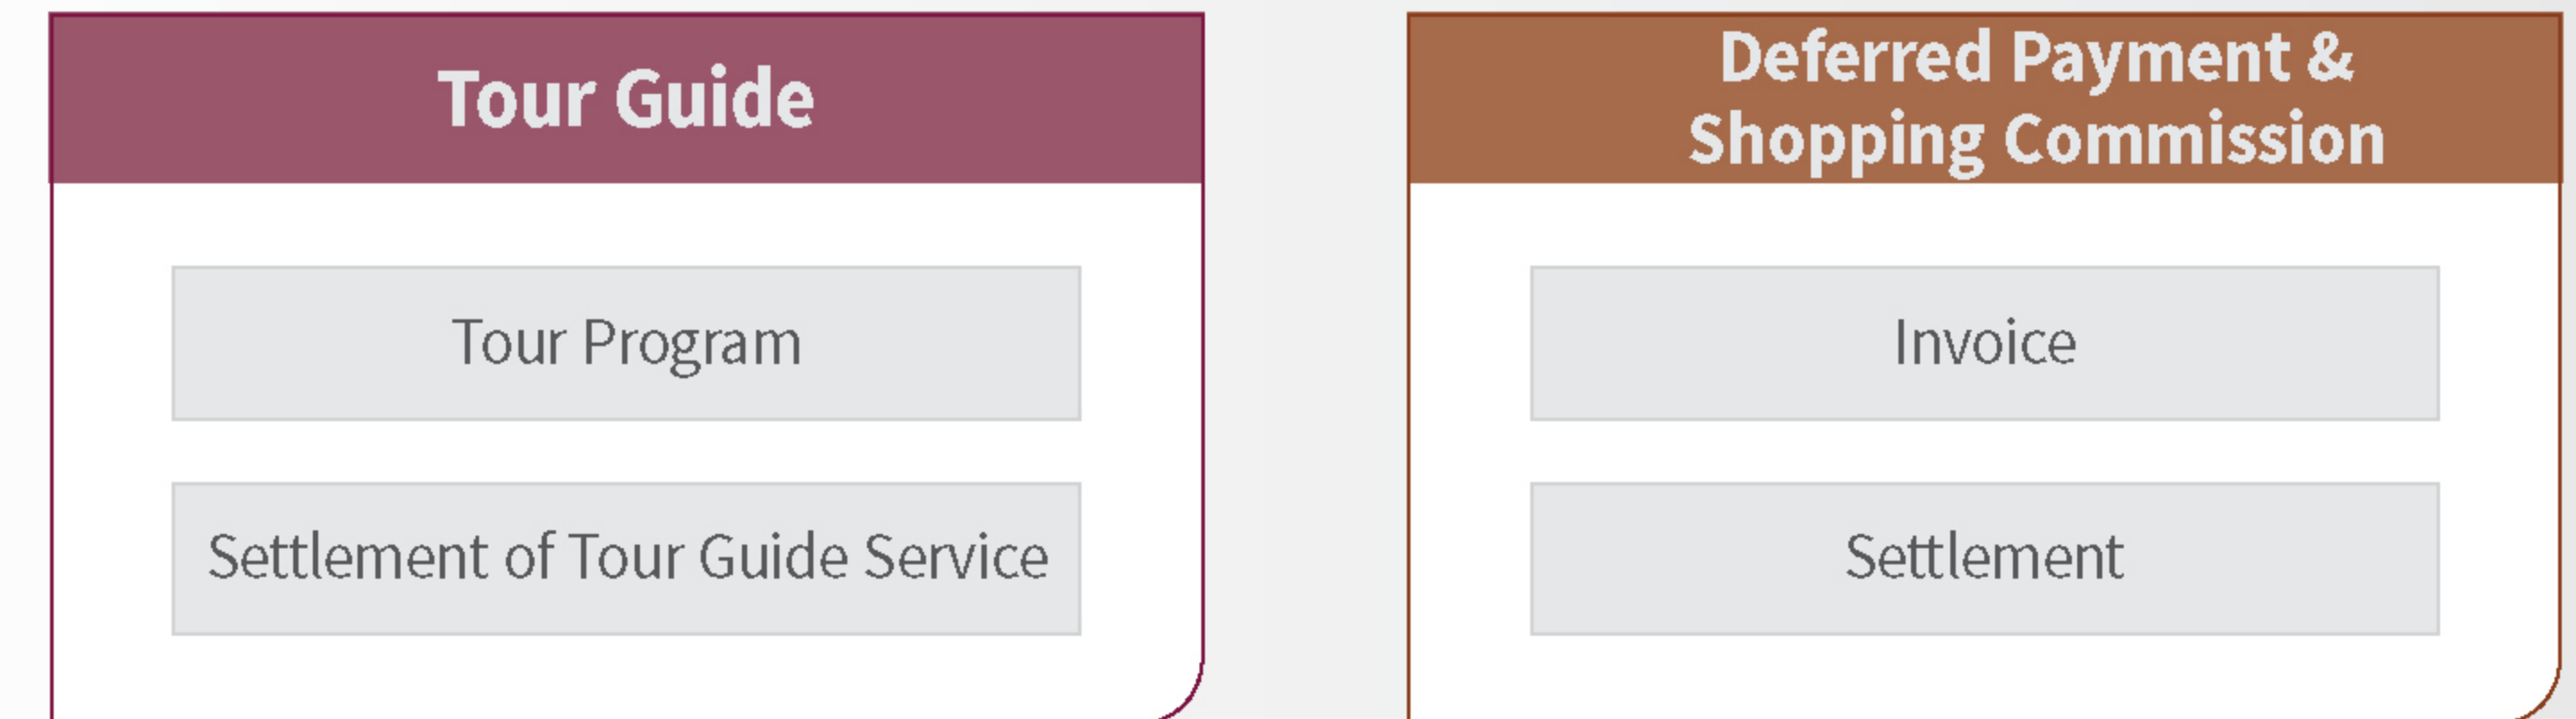 Tour Guide
Tour Program
Settlement of Tour Guide Service
Deferred Payment &
Shopping Commission
Invoice
Settlement